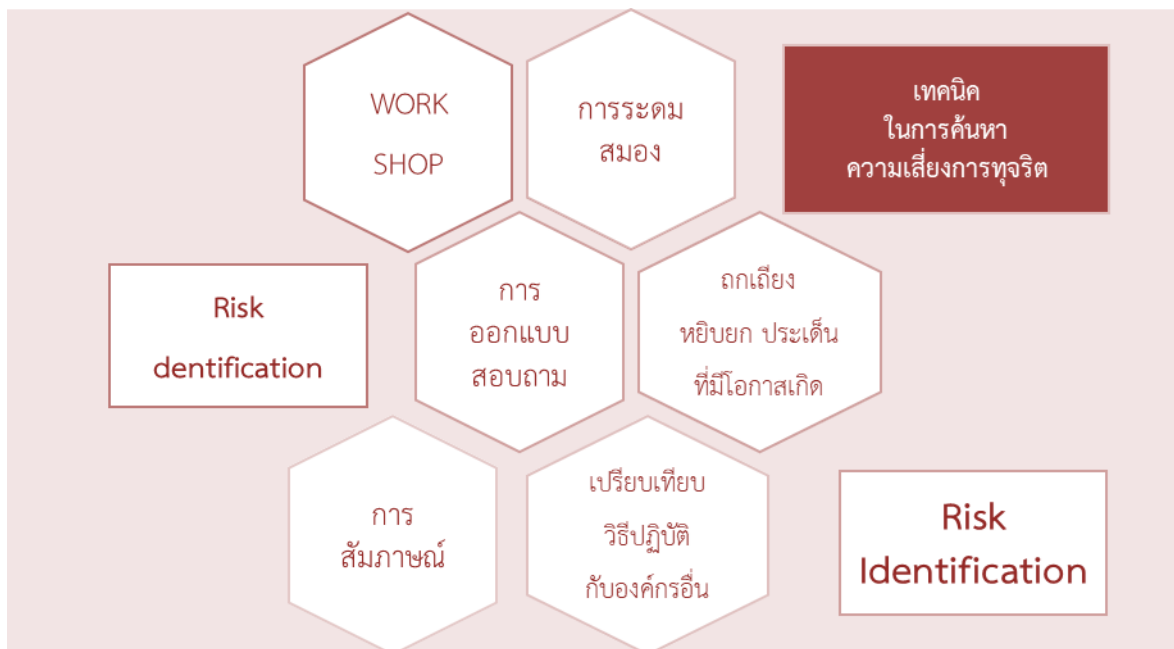 WORK
SHOP
การระดม
สมอง
เทคนิค
ในการค้นหา
ความเสี่ยงการทุจริต
Risk
dentification
การ
ออกแบบ
สอบถาม
ถกเถียง
หยิบยก ประเด็น
ที่มีโอกาสเกิด
การ
สัมภาษณ์
เปรียบเทียบ
วิธีปฏิบัติ
กับองค์กรอื่น
Risk
Identification